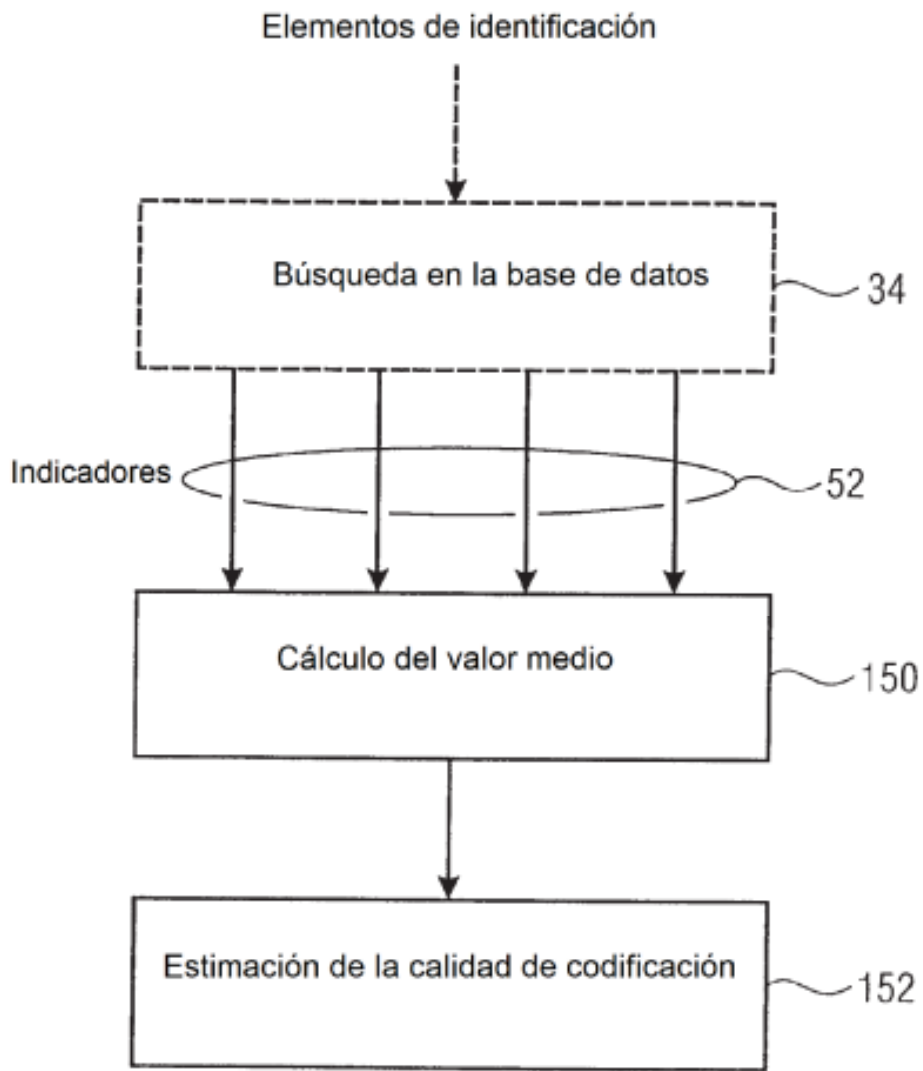 Elementos de identificación
Búsqueda en la base de datos
34
Indicadores
52
Cálculo del valor medio
150
Estimación de la calidad de codificación
152